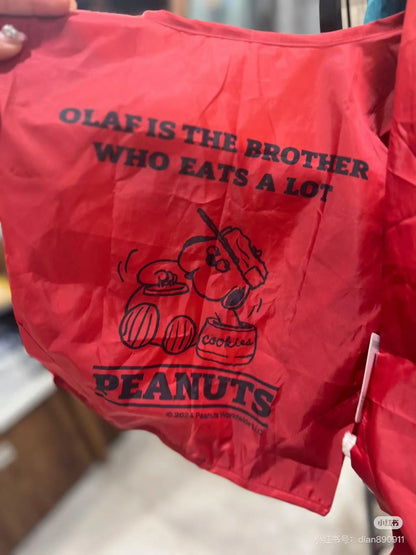 OLAF IS THE BROTHER
WHO EATS A LOT
cookies
PEANUTS
© 2024 Peanuts Worldwide LLC
小红书
小红书号：dian890911